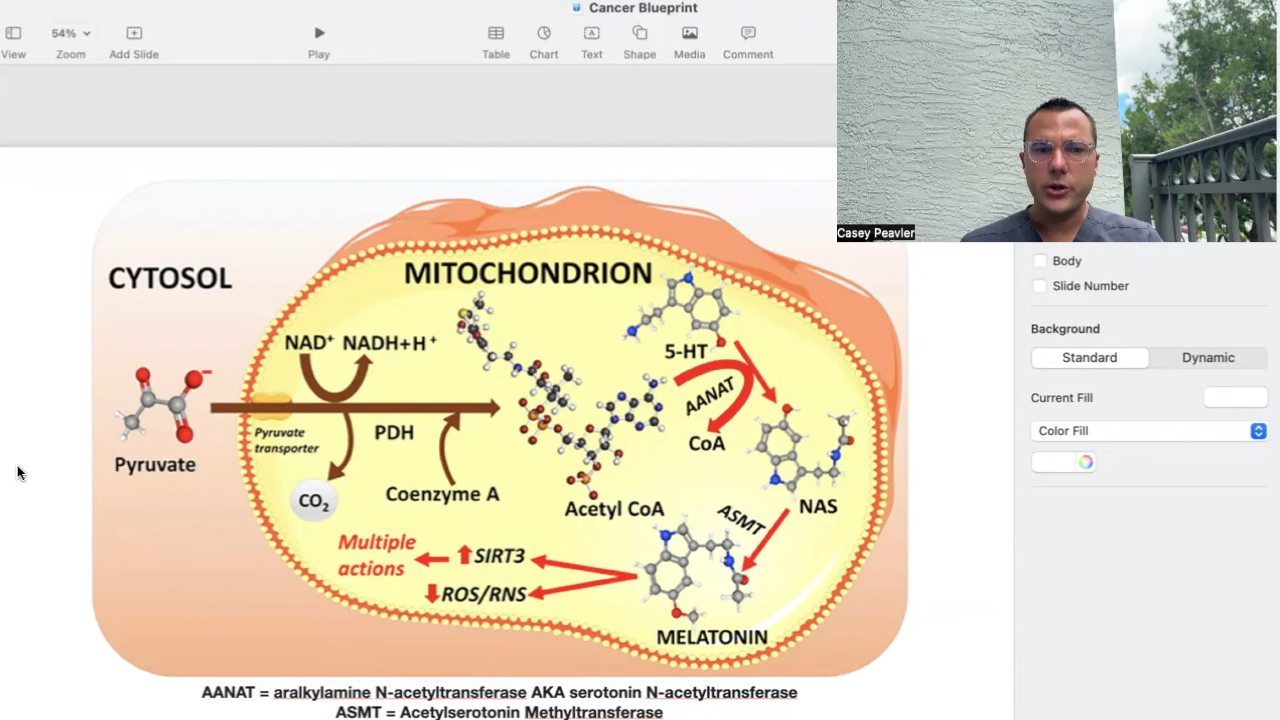 Cancer Blueprint
View
54%
Zoom
Add Slide
Play
Table
Chart
Text
Shape
Media
Comment
Casey Peavler
Body
Slide Number
Background
Standard
Dynamic
Current Fill
Color Fill
CYTOSOL
MITOCHONDRION
NAD+ NADH+H+
5-HT
AANAT
CoA
Pyruvate
transporter
PDH
Pyruvate
CO2
Coenzyme A
Acetyl CoA
NAS
ASMT
Multiple
actions
SIRT3
ROS/RNS
MELATONIN
AANAT = aralkylamine N-acetyltransferase AKA serotonin N-acetyltransferase
ASMT = Acetylserotonin Methyltransferase